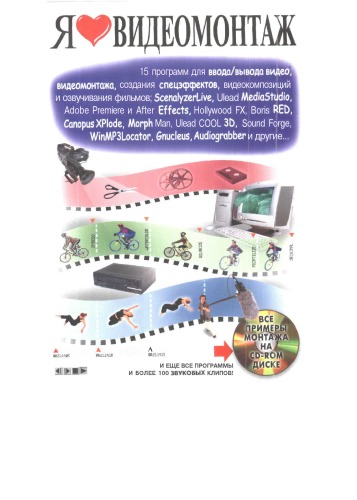 Я ВИДЕОМОНТАЖ
15 программ для ввода/вывода видео,
видеомонтажа, создания спецэффектов, видеокомпозиций
и озвучивания фильмов; ScenalyzerLive, Ulead MediaStudio,
Adobe Premiere и After Effects, Hollywood FX, Boris RED,
Canopus XPlode, Morph Man, Ulead COOL 3D, Sound Forge,
WinMP3Locator, Gnucleus, Audiograbber и другие...
ВСЕ
ПРИМЕРЫ
МОНТАЖА
НА
CD-ROM
ДИСКЕ
И ЕЩЕ ВСЕ ПРОГРАММЫ
И БОЛЕЕ 100 ЗВУКОВЫХ КЛИПОВ!